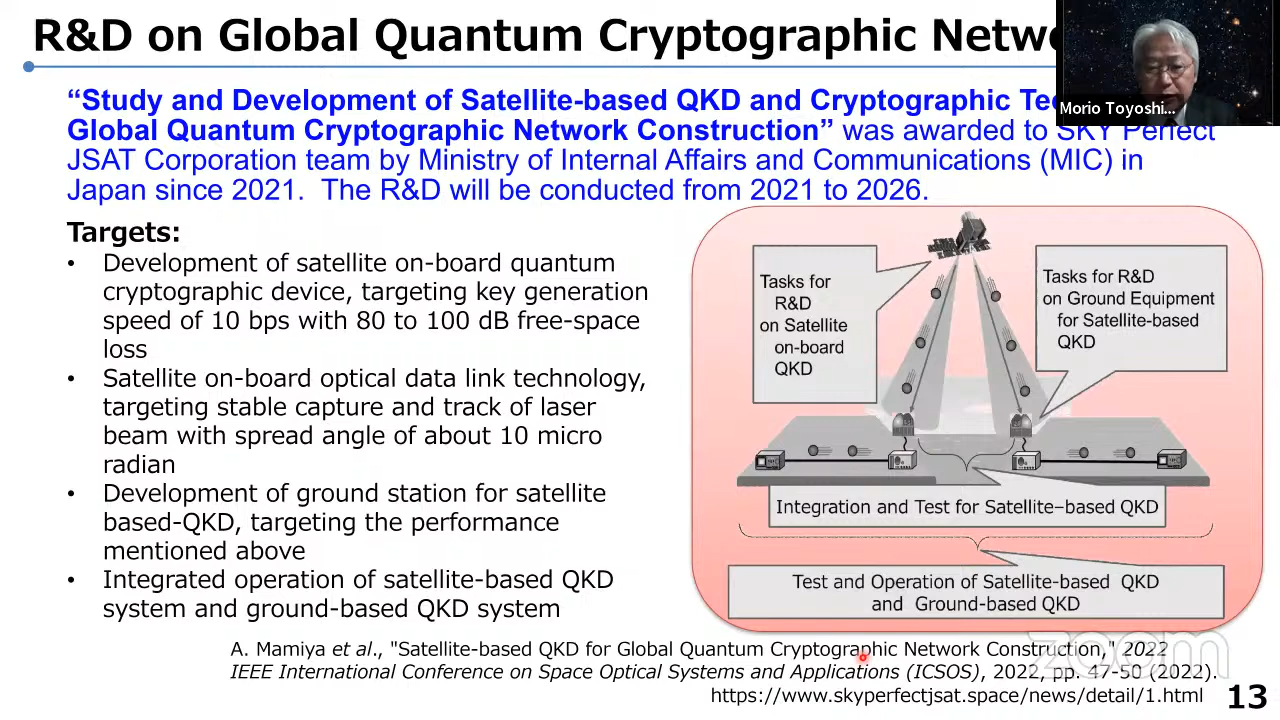 R&D on Global Quantum Cryptographic
Morio Toyoshi...
“Study and Development of Satellite-based QKD and Cryptographic
Global Quantum Cryptographic Network Construction” was awarded to SKY Perfect
JSAT Corporation team by Ministry of Internal Affairs and Communications (MIC) in
Japan since 2021. The R&D will be conducted from 2021 to 2026.
Targets:
• Development of satellite on-board quantum
cryptographic device, targeting key generation
speed of 10 bps with 80 to 100 dB free-space
loss
• Satellite on-board optical data link technology,
targeting stable capture and track of laser
beam with spread angle of about 10 micro
radian
• Development of ground station for satellite
based-QKD, targeting the performance
mentioned above
• Integrated operation of satellite-based QKD
system and ground-based QKD system
Tasks for
R&D
on Satellite
on-board
QKD
Tasks for R&D
on Ground Equipment
for Satellite-based
QKD
Integration and Test for Satellite–based QKD
Test and Operation of Satellite-based QKD
and Ground-based QKD
zoom
A. Mamiya et al., "Satellite-based QKD for Global Quantum Cryptographic Network Construction," 2022
IEEE International Conference on Space Optical Systems and Applications (ICSOS), 2022, pp. 47-50 (2022).
https://www.skyperfectjsat.space/news/detail/1.html
13